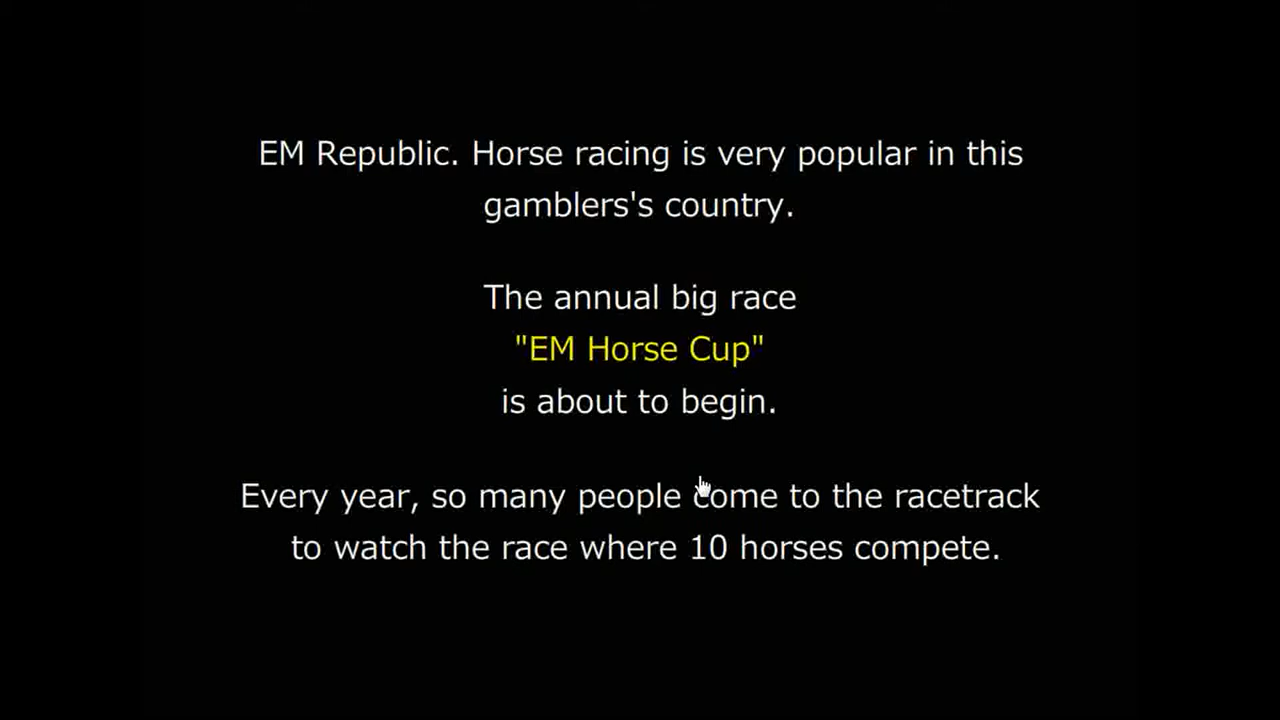 EM Republic. Horse racing is very popular in this
gamblers's country.
The annual big race
"EM Horse Cup"
is about to begin.
Every year, so many people come to the racetrack
to watch the race where 10 horses compete.